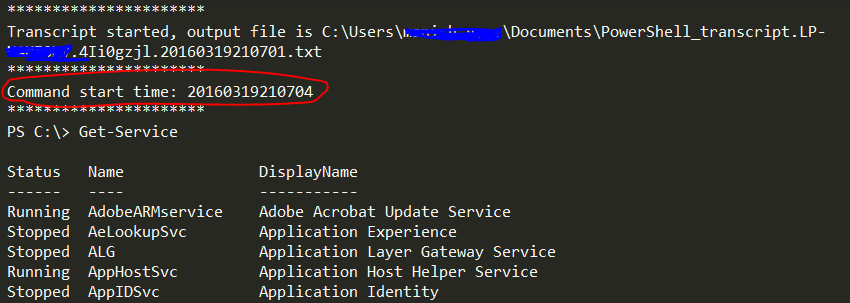 **********************
Transcript started, output file is C:\Users\ \Documents\PowerShell_transcript.LP-
.4Ii0gzjl.20160319210701.txt
**********************
Command start time: 20160319210704
**********************
PS C:\> Get-Service
Status Name DisplayName
------ ---- -----------
Running AdobeARMservice Adobe Acrobat Update Service
Stopped AeLookupSvc Application Experience
Stopped ALG Application Layer Gateway Service
Running AppHostSvc Application Host Helper Service
Stopped AppIDSvc Application Identity